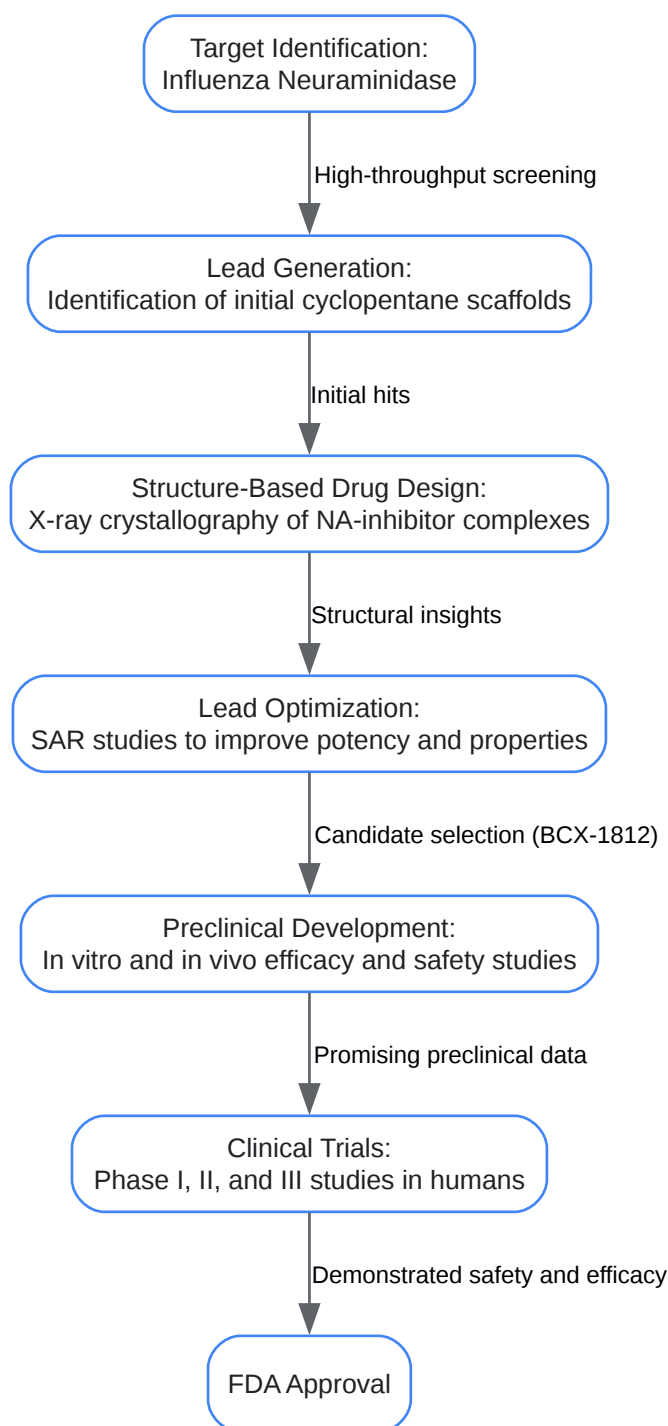 Target Identification:
Influenza Neuraminidase
High-throughput screening
Lead Generation:
Identification of initial cyclopentane scaffolds
Initial hits
Structure-Based Drug Design:
X-ray crystallography of NA-inhibitor complexes
Structural insights
Lead Optimization:
SAR studies to improve potency and properties
Candidate selection (BCX-1812)
Preclinical Development:
In vitro and in vivo efficacy and safety studies
Promising preclinical data
Clinical Trials:
Phase I, II, and III studies in humans
Demonstrated safety and efficacy
FDA Approval